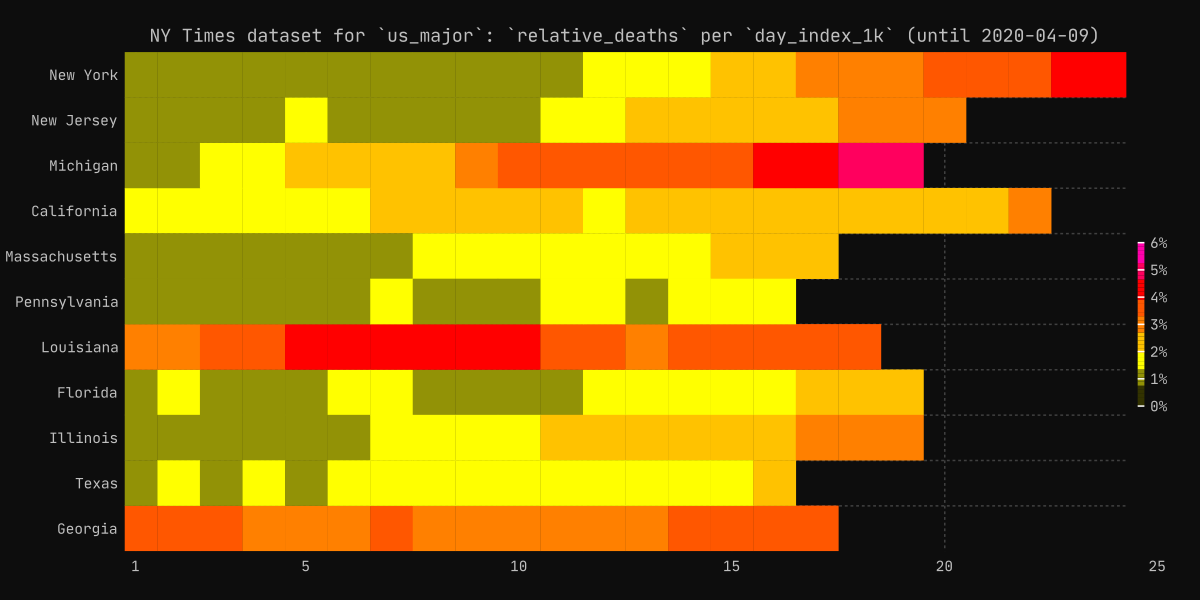 NY Times dataset for `us_major`: `relative_deaths` per `day_index_1k` (until 2020-04-09)
New York
New Jersey
Michigan
California
Massachusetts
Pennsylvania
Louisiana
Florida
Illinois
Texas
Georgia
6%
5%
4%
3%
2%
1%
0%
1 5 10 15 20 25